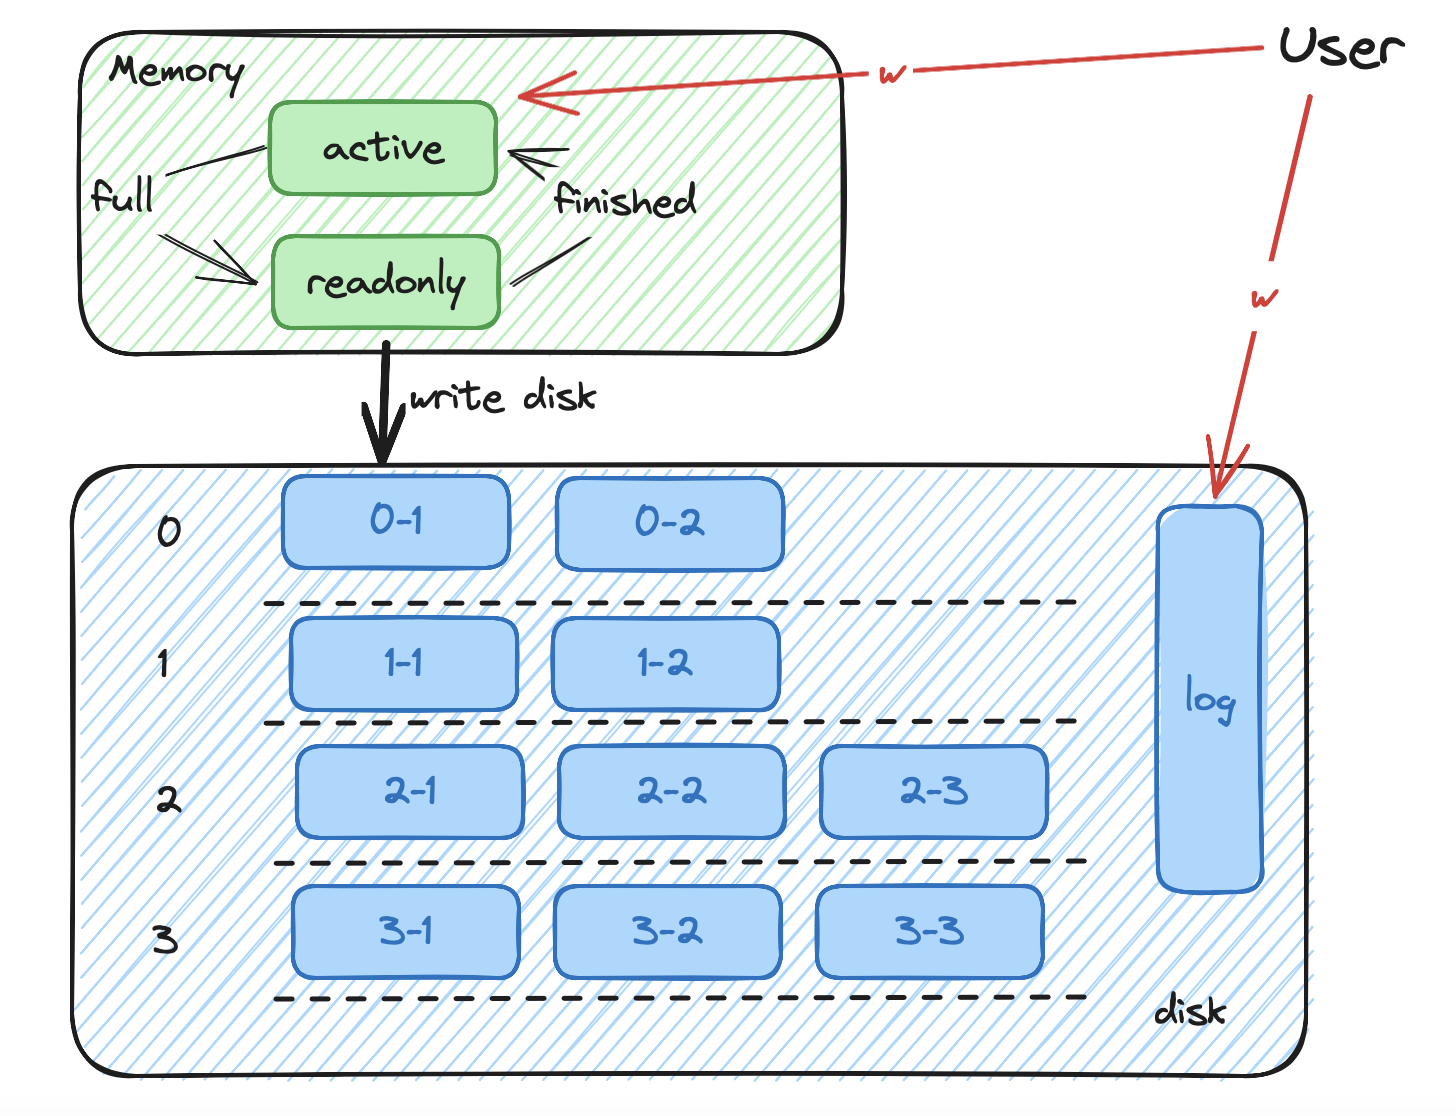 User
Memory
w
active
full
finished
readonly
w
write disk
0
0-1
0-2
1
1-1
1-2
log
2
2-1
2-2
2-3
3
3-1
3-2
3-3
disk